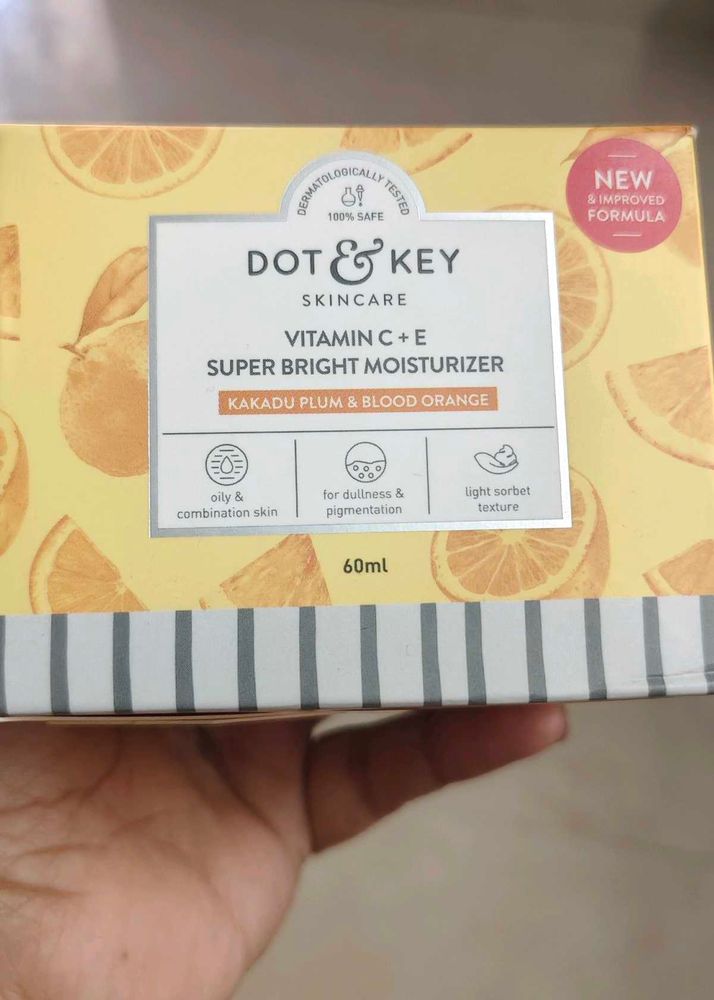 DERMATOLOGICALLY TESTED
100% SAFE
NEW
& IMPROVED
FORMULA
DOT & KEY
SKINCARE
VITAMIN C + E
SUPER BRIGHT MOISTURIZER
KAKADU PLUM & BLOOD ORANGE
oily &
combination skin
for dullness &
pigmentation
light sorbet
texture
60ml